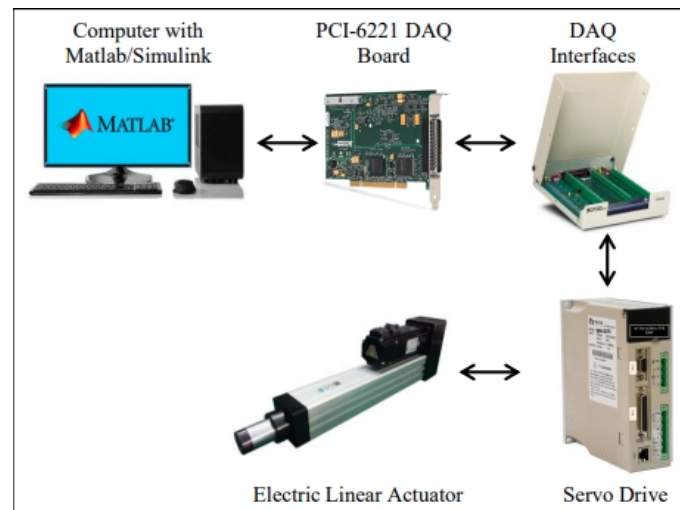 Computer with
Matlab/Simulink
PCI-6221 DAQ
Board
DAQ
Interfaces
MATLAB®
Electric Linear Actuator
Servo Drive